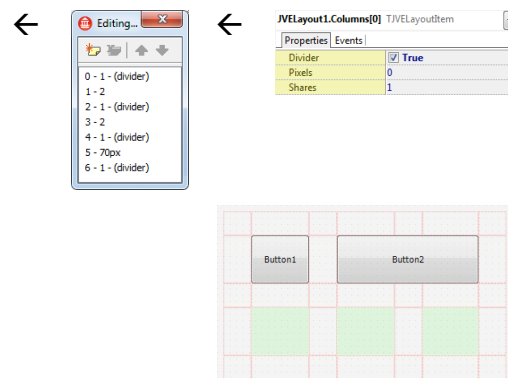 Editing...
0 - 1 - (divider)
1 - 2
2 - 1 - (divider)
3 - 2
4 - 1 - (divider)
5 - 70px
6 - 1 - (divider)
JVELayout1.Columns[0] TJVELayoutItem
Properties Events
Divider True
Pixels 0
Shares 1
Button1 Button2